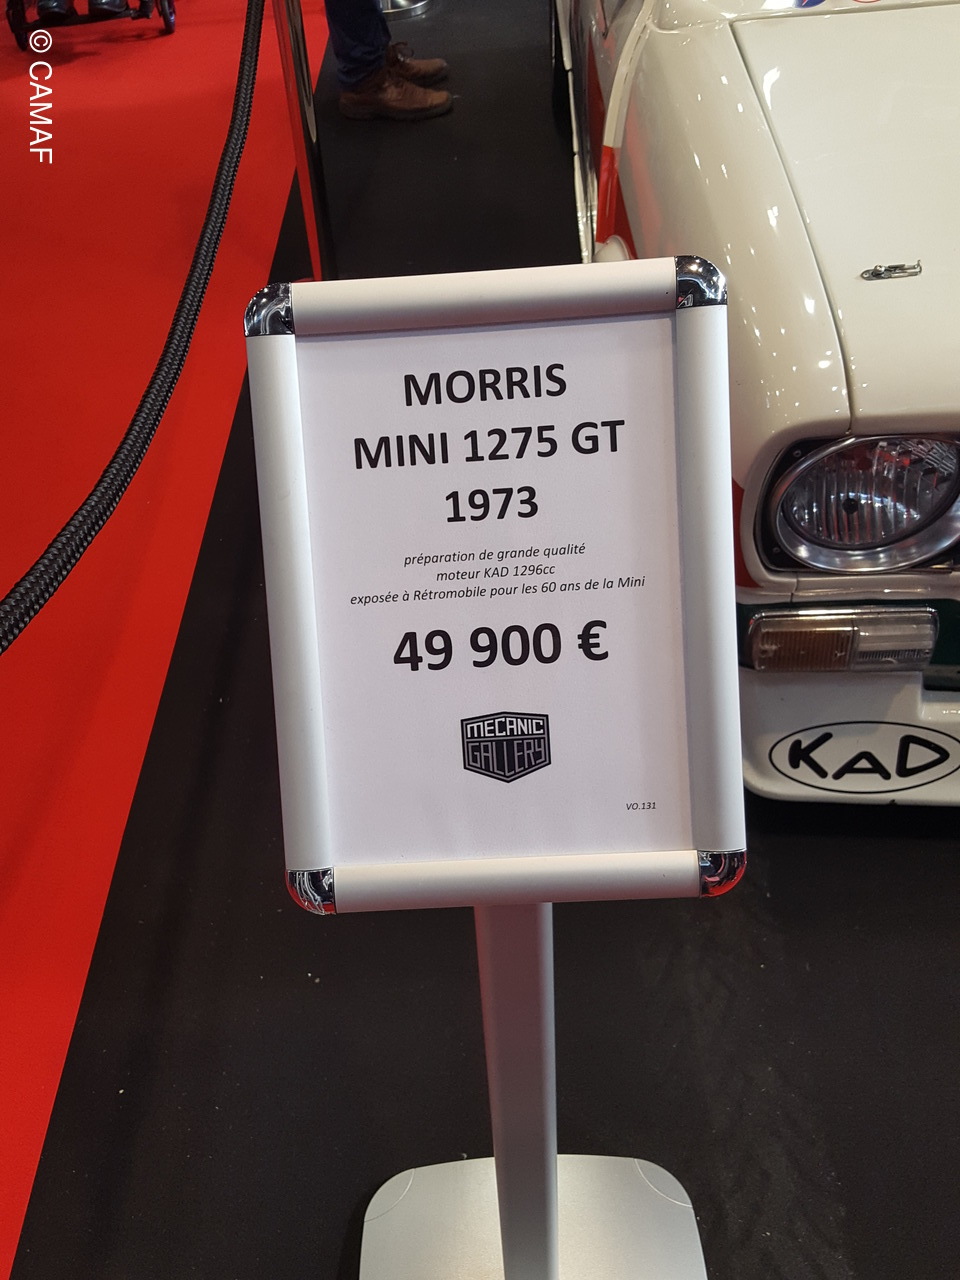 © CAMAF
MORRIS
MINI 1275 GT
1973
préparation de grande qualité
moteur KAD 1296cc
exposée à Rétromobile pour les 60 ans de la Mini
49 900 €
MECANIC
GALLERY
VO.131
KAD